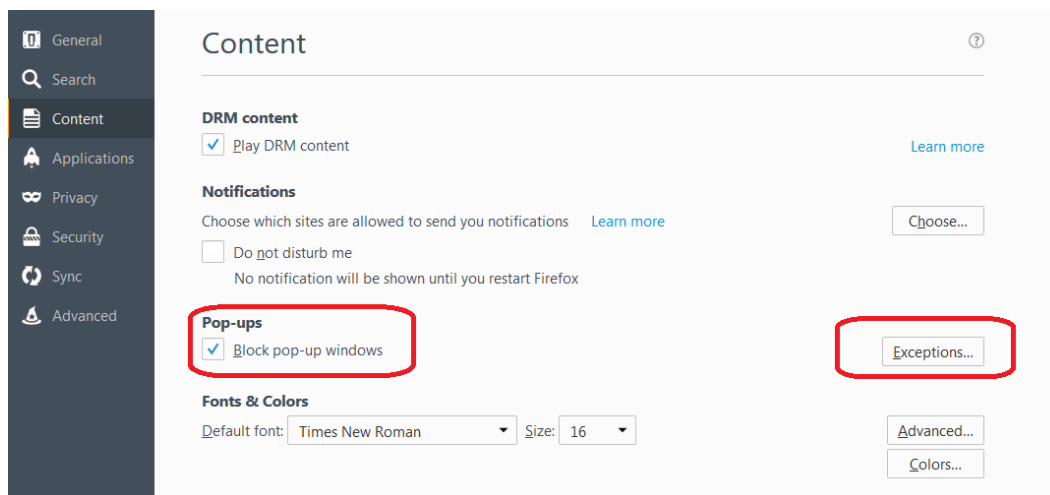 General
Search
Content
Applications
Privacy
Security
Sync
Advanced
Content
DRM content
Play DRM content Learn more
Notifications
Choose which sites are allowed to send you notifications Learn more Choose...
Do not disturb me
No notification will be shown until you restart Firefox
Pop-ups
Block pop-up windows Exceptions...
Fonts & Colors
Default font: Times New Roman Size: 16 Advanced...
Colors...